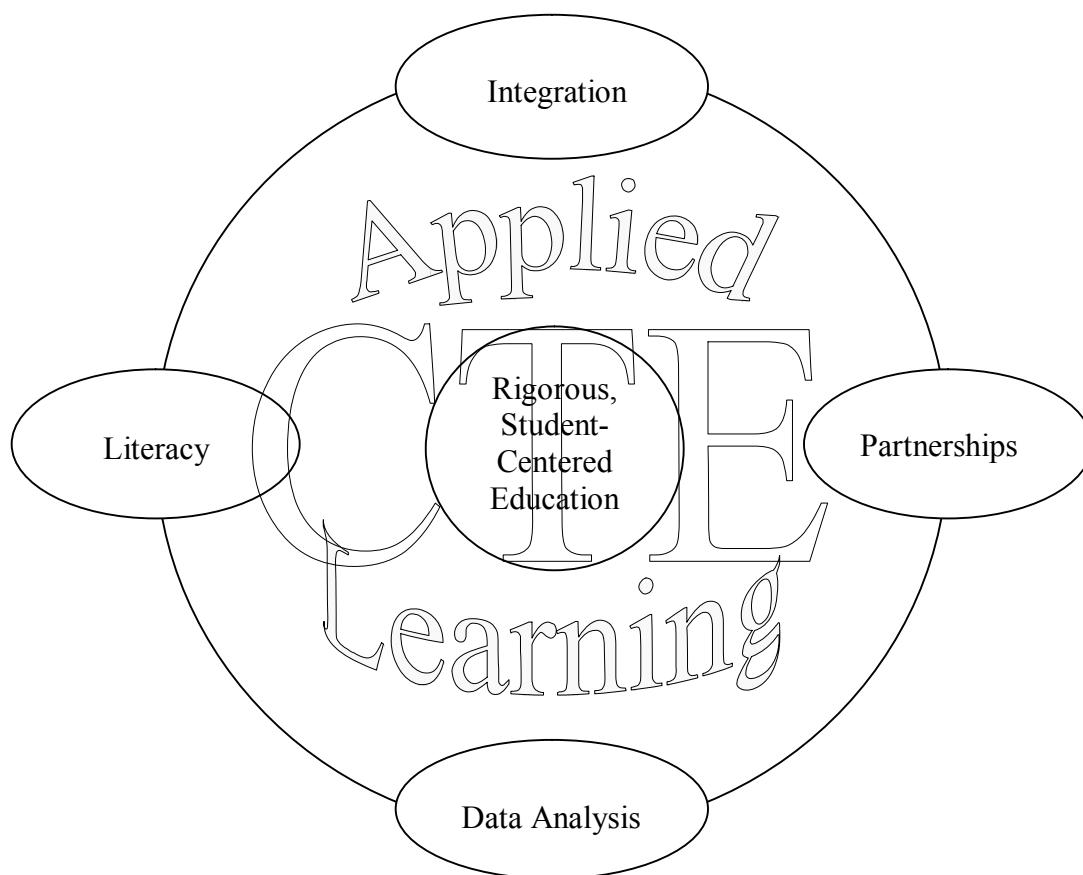 Integration
Applied
CTE
Rigorous,
Student-
Centered
Education
Literacy
Partnerships
Learning
Data Analysis